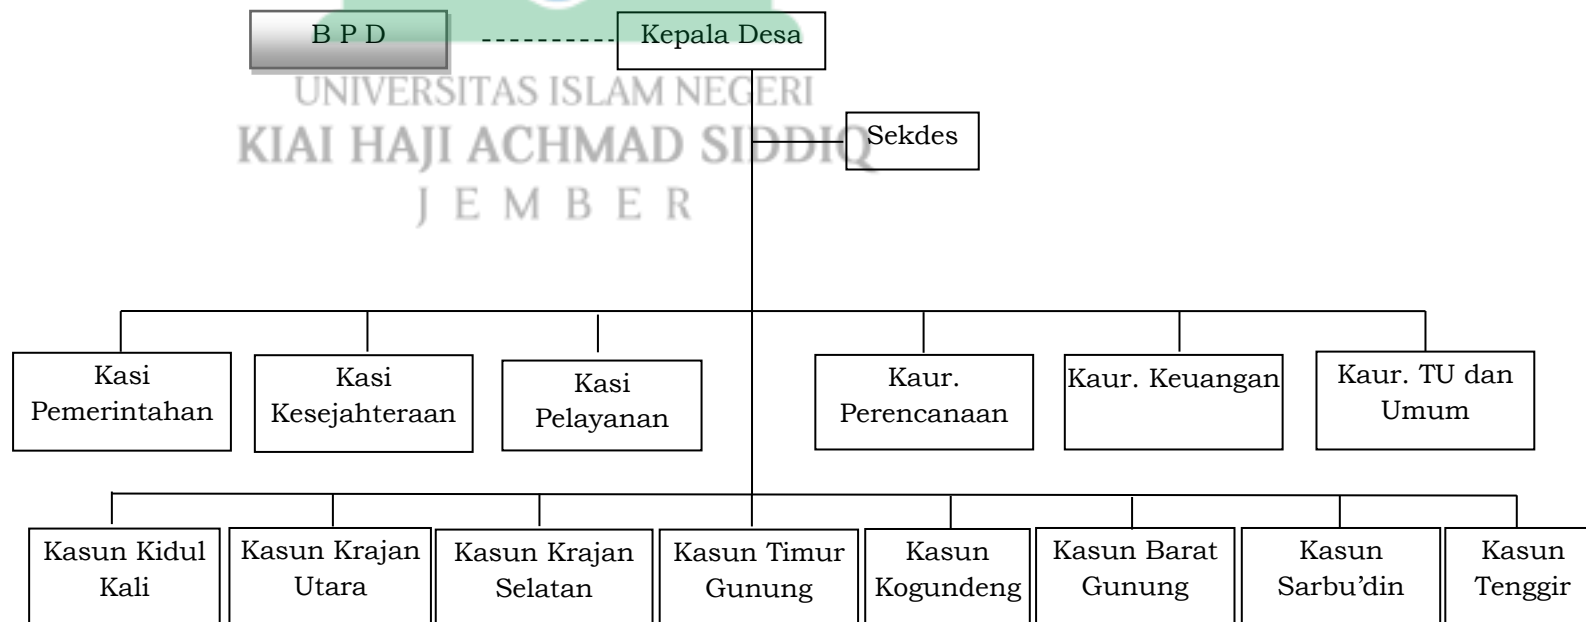 B P D
Kepala Desa
UNIVERSITAS ISLAM NEGERI
KIAI HAJI ACHMAD SIDDIQ
J E M B E R
Sekdes
Kasi
Pemerintahan
Kasi
Kesejahteraan
Kasi
Pelayanan
Kaur.
Perencanaan
Kaur. Keuangan
Kaur. TU dan
Umum
Kasun Kidul
Kali
Kasun Krajan
Utara
Kasun Krajan
Selatan
Kasun Timur
Gunung
Kasun
Kogundeng
Kasun Barat
Gunung
Kasun
Sarbu’din
Kasun
Tenggir